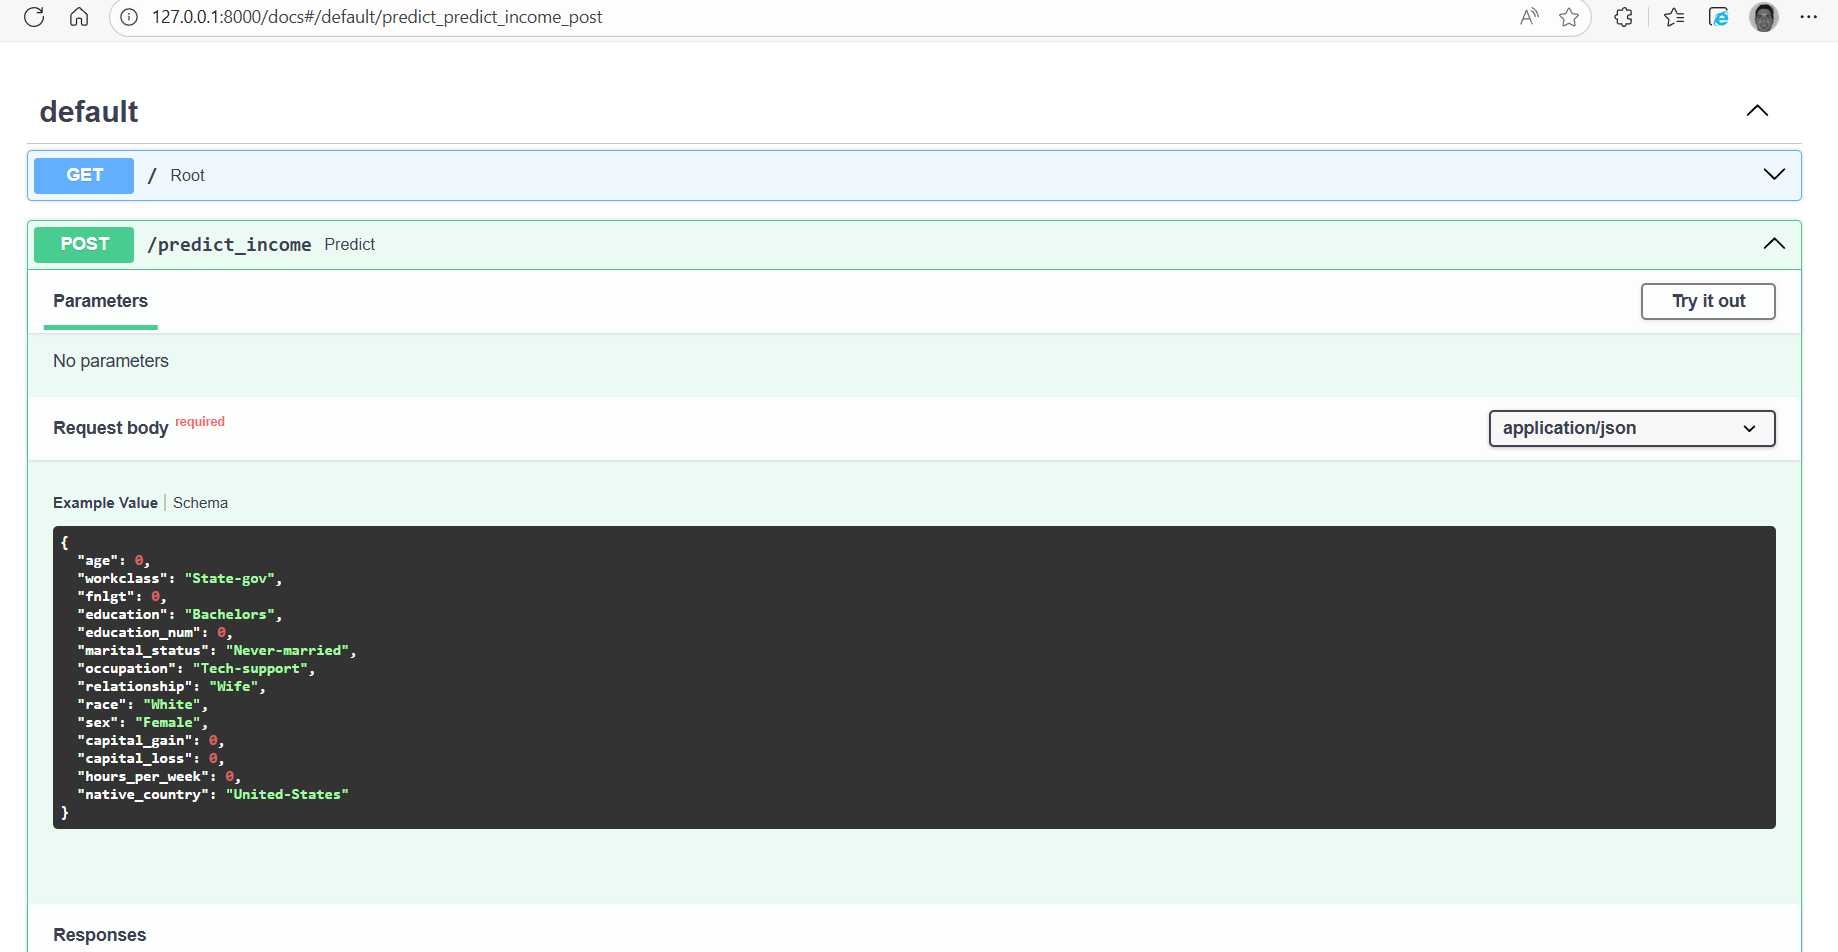 127.0.0.1:8000/docs#/default/predict_predict_income_post
default
GET / Root
POST /predict_income Predict
Parameters Try it out
No parameters
Request body required application/json
Example Value | Schema
{
"age": 0,
"workclass": "State-gov",
"fnlgt": 0,
"education": "Bachelors",
"education_num": 0,
"marital_status": "Never-married",
"occupation": "Tech-support",
"relationship": "Wife",
"race": "White",
"sex": "Female",
"capital_gain": 0,
"capital_loss": 0,
"hours_per_week": 0,
"native_country": "United-States"
}
Responses